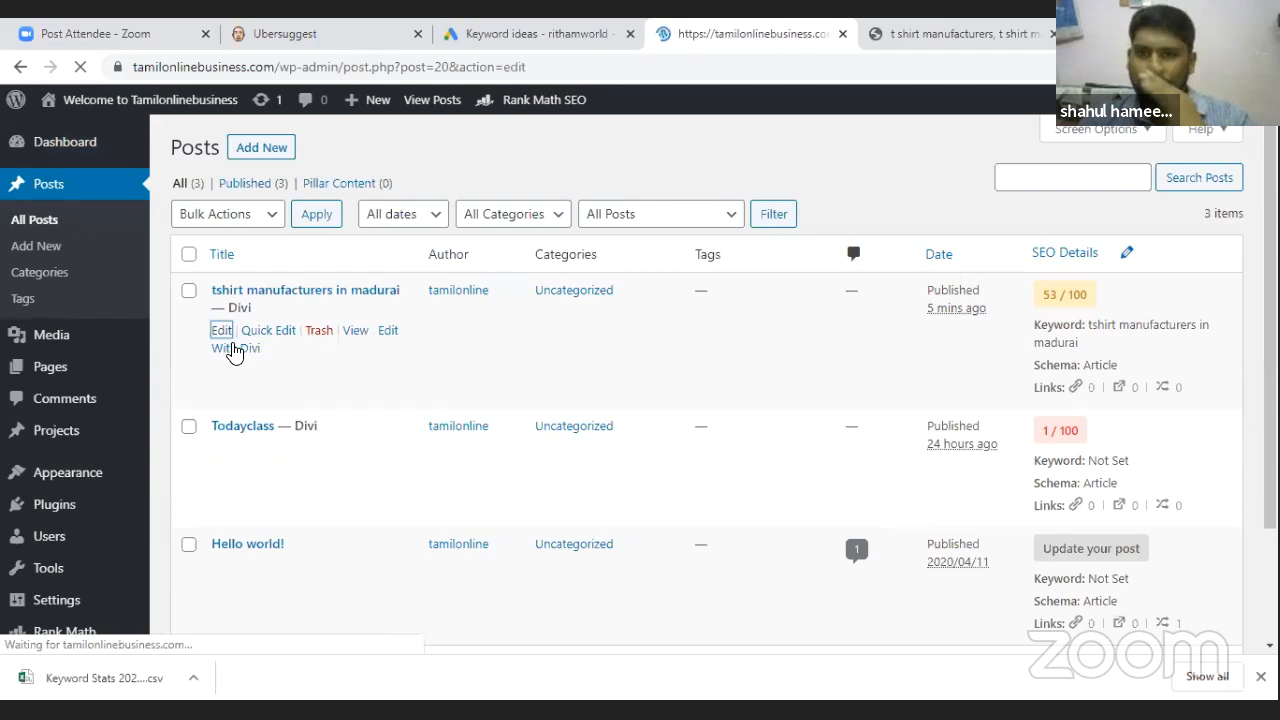 Post Attendee - Zoom
Ubersuggest
Keyword ideas - rithamworld -
https://tamilonlinebusiness.co
t shirt manufacturers, t shirt m
tamilonlinebusiness.com/wp-admin/post.php?post=20&action=edit
Welcome to Tamilonlinebusiness
1
0
New
View Posts
Rank Math SEO
shahul hamee...
Dashboard
Posts
All Posts
Add New
Categories
Tags
Media
Pages
Comments
Projects
Appearance
Plugins
Users
Tools
Settings
Rank Math
Posts
Add New
Screen Options
Help
All (3) | Published (3) | Pillar Content (0)
Search Posts
Bulk Actions
Apply
All dates
All Categories
All Posts
Filter
3 items
Title
Author
Categories
Tags
Date
SEO Details
tshirt manufacturers in madurai
— Divi
Edit | Quick Edit | Trash | View Edit
With Divi
tamilonline
Uncategorized
—
—
Published
5 mins ago
53 / 100
Keyword: tshirt manufacturers in
madurai
Schema: Article
Links: 0 | 0 | 0
Todayclass — Divi
tamilonline
Uncategorized
—
—
Published
24 hours ago
1 / 100
Keyword: Not Set
Schema: Article
Links: 0 | 0 | 0
Hello world!
tamilonline
Uncategorized
—
1
Published
2020/04/11
Update your post
Keyword: Not Set
Schema: Article
Links: 0 | 0 | 1
Waiting for tamilonlinebusiness.com...
Keyword Stats 202....csv
Show all
zoom